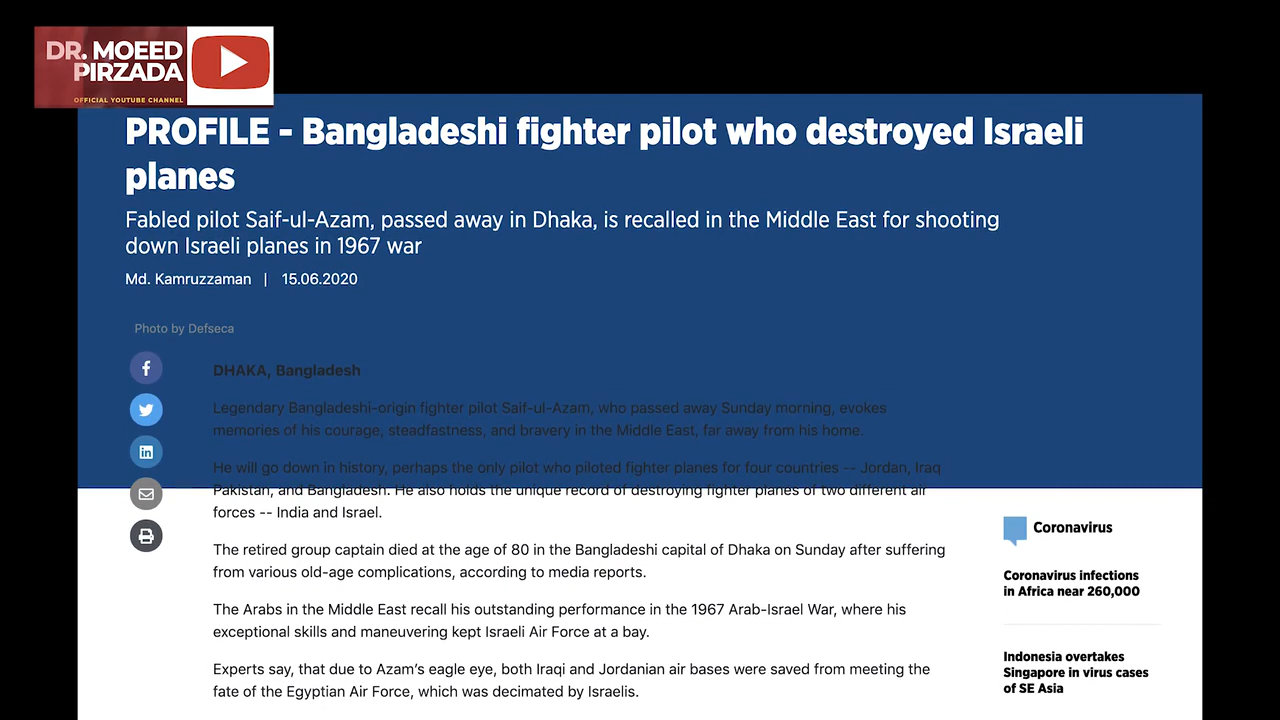 DR. MOEED
PIRZADA
OFFICIAL YOUTUBE CHANNEL
PROFILE - Bangladeshi fighter pilot who destroyed Israeli
planes
Fabled pilot Saif-ul-Azam, passed away in Dhaka, is recalled in the Middle East for shooting
down Israeli planes in 1967 war
Md. Kamruzzaman | 15.06.2020
Photo by Defseca
DHAKA, Bangladesh
Legendary Bangladeshi-origin fighter pilot Saif-ul-Azam, who passed away Sunday morning, evokes
memories of his courage, steadfastness, and bravery in the Middle East, far away from his home.
He will go down in history, perhaps the only pilot who piloted fighter planes for four countries -- Jordan, Iraq
Pakistan, and Bangladesh. He also holds the unique record of destroying fighter planes of two different air
forces -- India and Israel.
The retired group captain died at the age of 80 in the Bangladeshi capital of Dhaka on Sunday after suffering
from various old-age complications, according to media reports.
The Arabs in the Middle East recall his outstanding performance in the 1967 Arab-Israel War, where his
exceptional skills and maneuvering kept Israeli Air Force at a bay.
Experts say, that due to Azam's eagle eye, both Iraqi and Jordanian air bases were saved from meeting the
fate of the Egyptian Air Force, which was decimated by Israelis.
Coronavirus
Coronavirus infections
in Africa near 260,000
Indonesia overtakes
Singapore in virus cases
of SE Asia